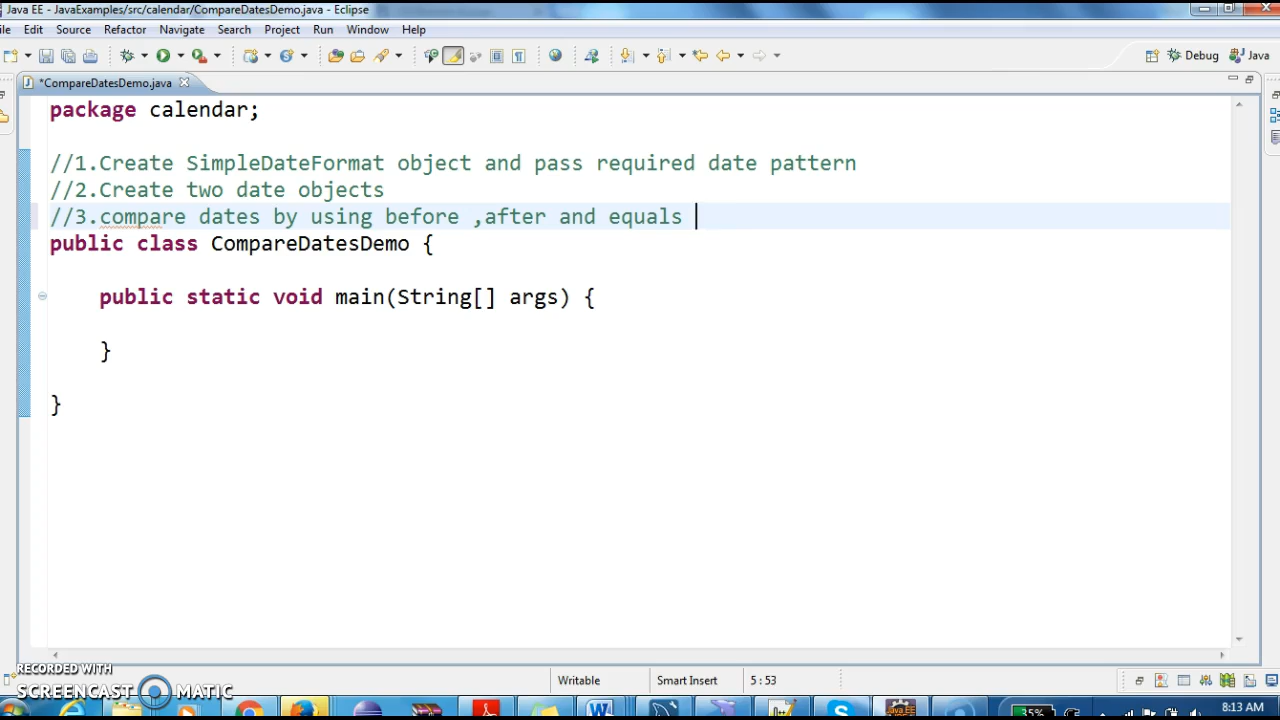 Java EE - JavaExamples/src/calendar/CompareDatesDemo.java - Eclipse
ile Edit Source Refactor Navigate Search Project Run Window Help
Debug Java
*CompareDatesDemo.java
package calendar;
//1.Create SimpleDateFormat object and pass required date pattern
//2.Create two date objects
//3.compare dates by using before ,after and equals
public class CompareDatesDemo {
public static void main(String[] args) {
}
}
RECORDED WITH
SCREENCAST MATIC
Writable Smart Insert 5 : 53
35% 8:13 AM